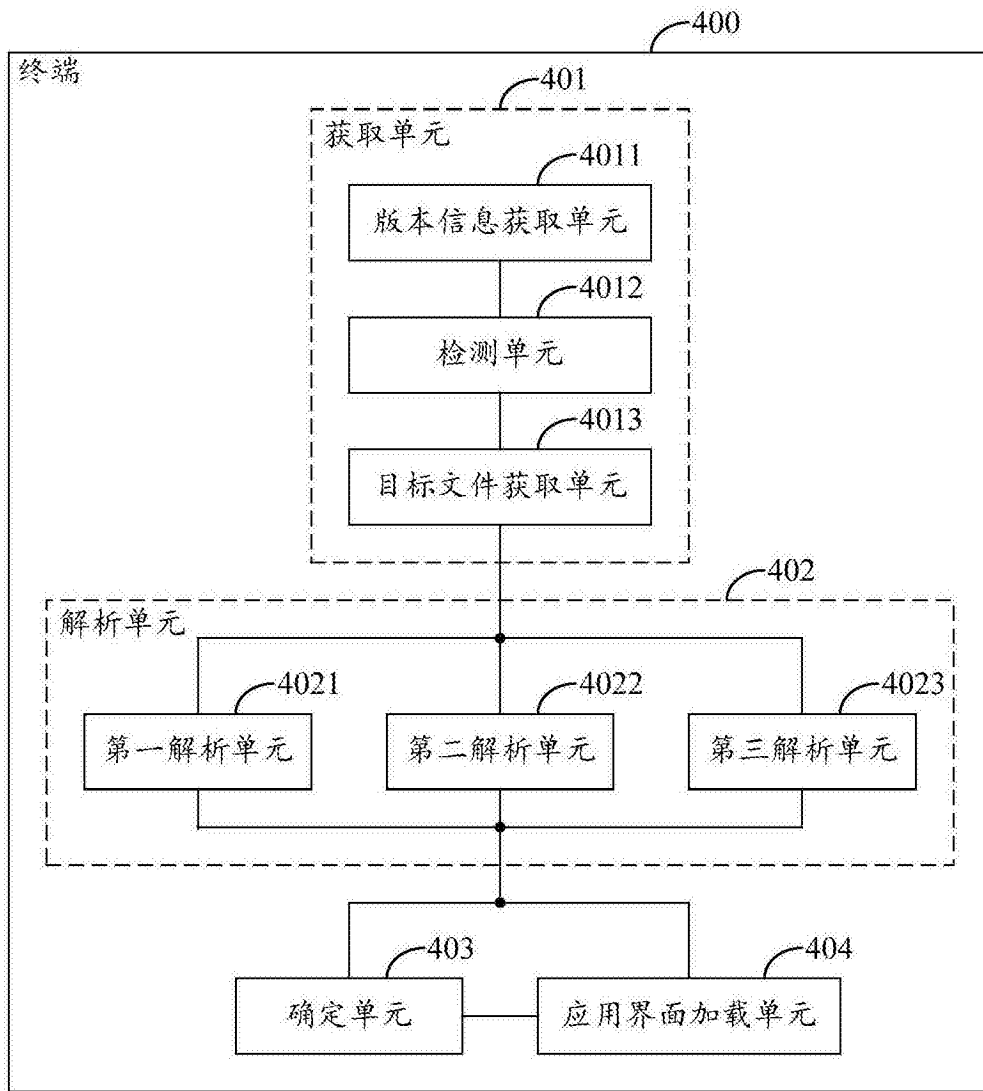 400
终端
401
获取单元
4011
版本信息获取单元
4012
检测单元
4013
目标文件获取单元
402
解析单元
4021
4022
4023
第一解析单元
第二解析单元
第三解析单元
403
404
确定单元
应用界面加载单元